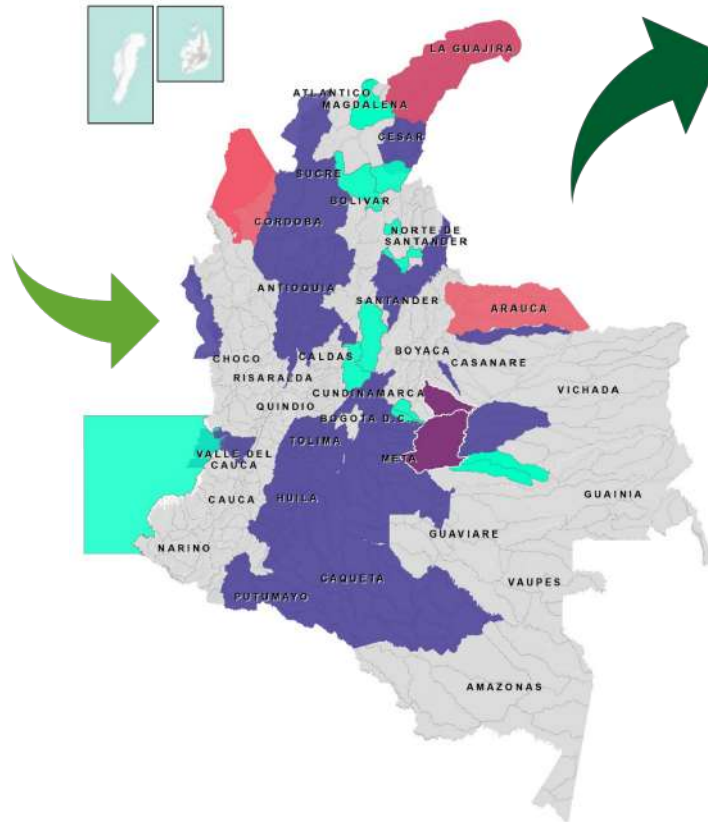 LA GUAJIRA
ATLANTICO
MAGDALENA
CESAR
SUCRE
BOLIVAR
CORDOBA
NORTE DE
SANTANDER
ANTIOQUIA
SANTANDER
ARAUCA
CHOCO
CALDAS
BOYACA
CASANARE
RISARALDA
VICHADA
CUNDINAMARCA
QUINDIO
BOGOTA D.C.
TOLIMA
VALLE DEL
CAUCA
META
CAUCA
HUILA
GUAINIA
GUAVIARE
NARINO
CAQUETA
VAUPES
PUTUMAYO
AMAZONAS